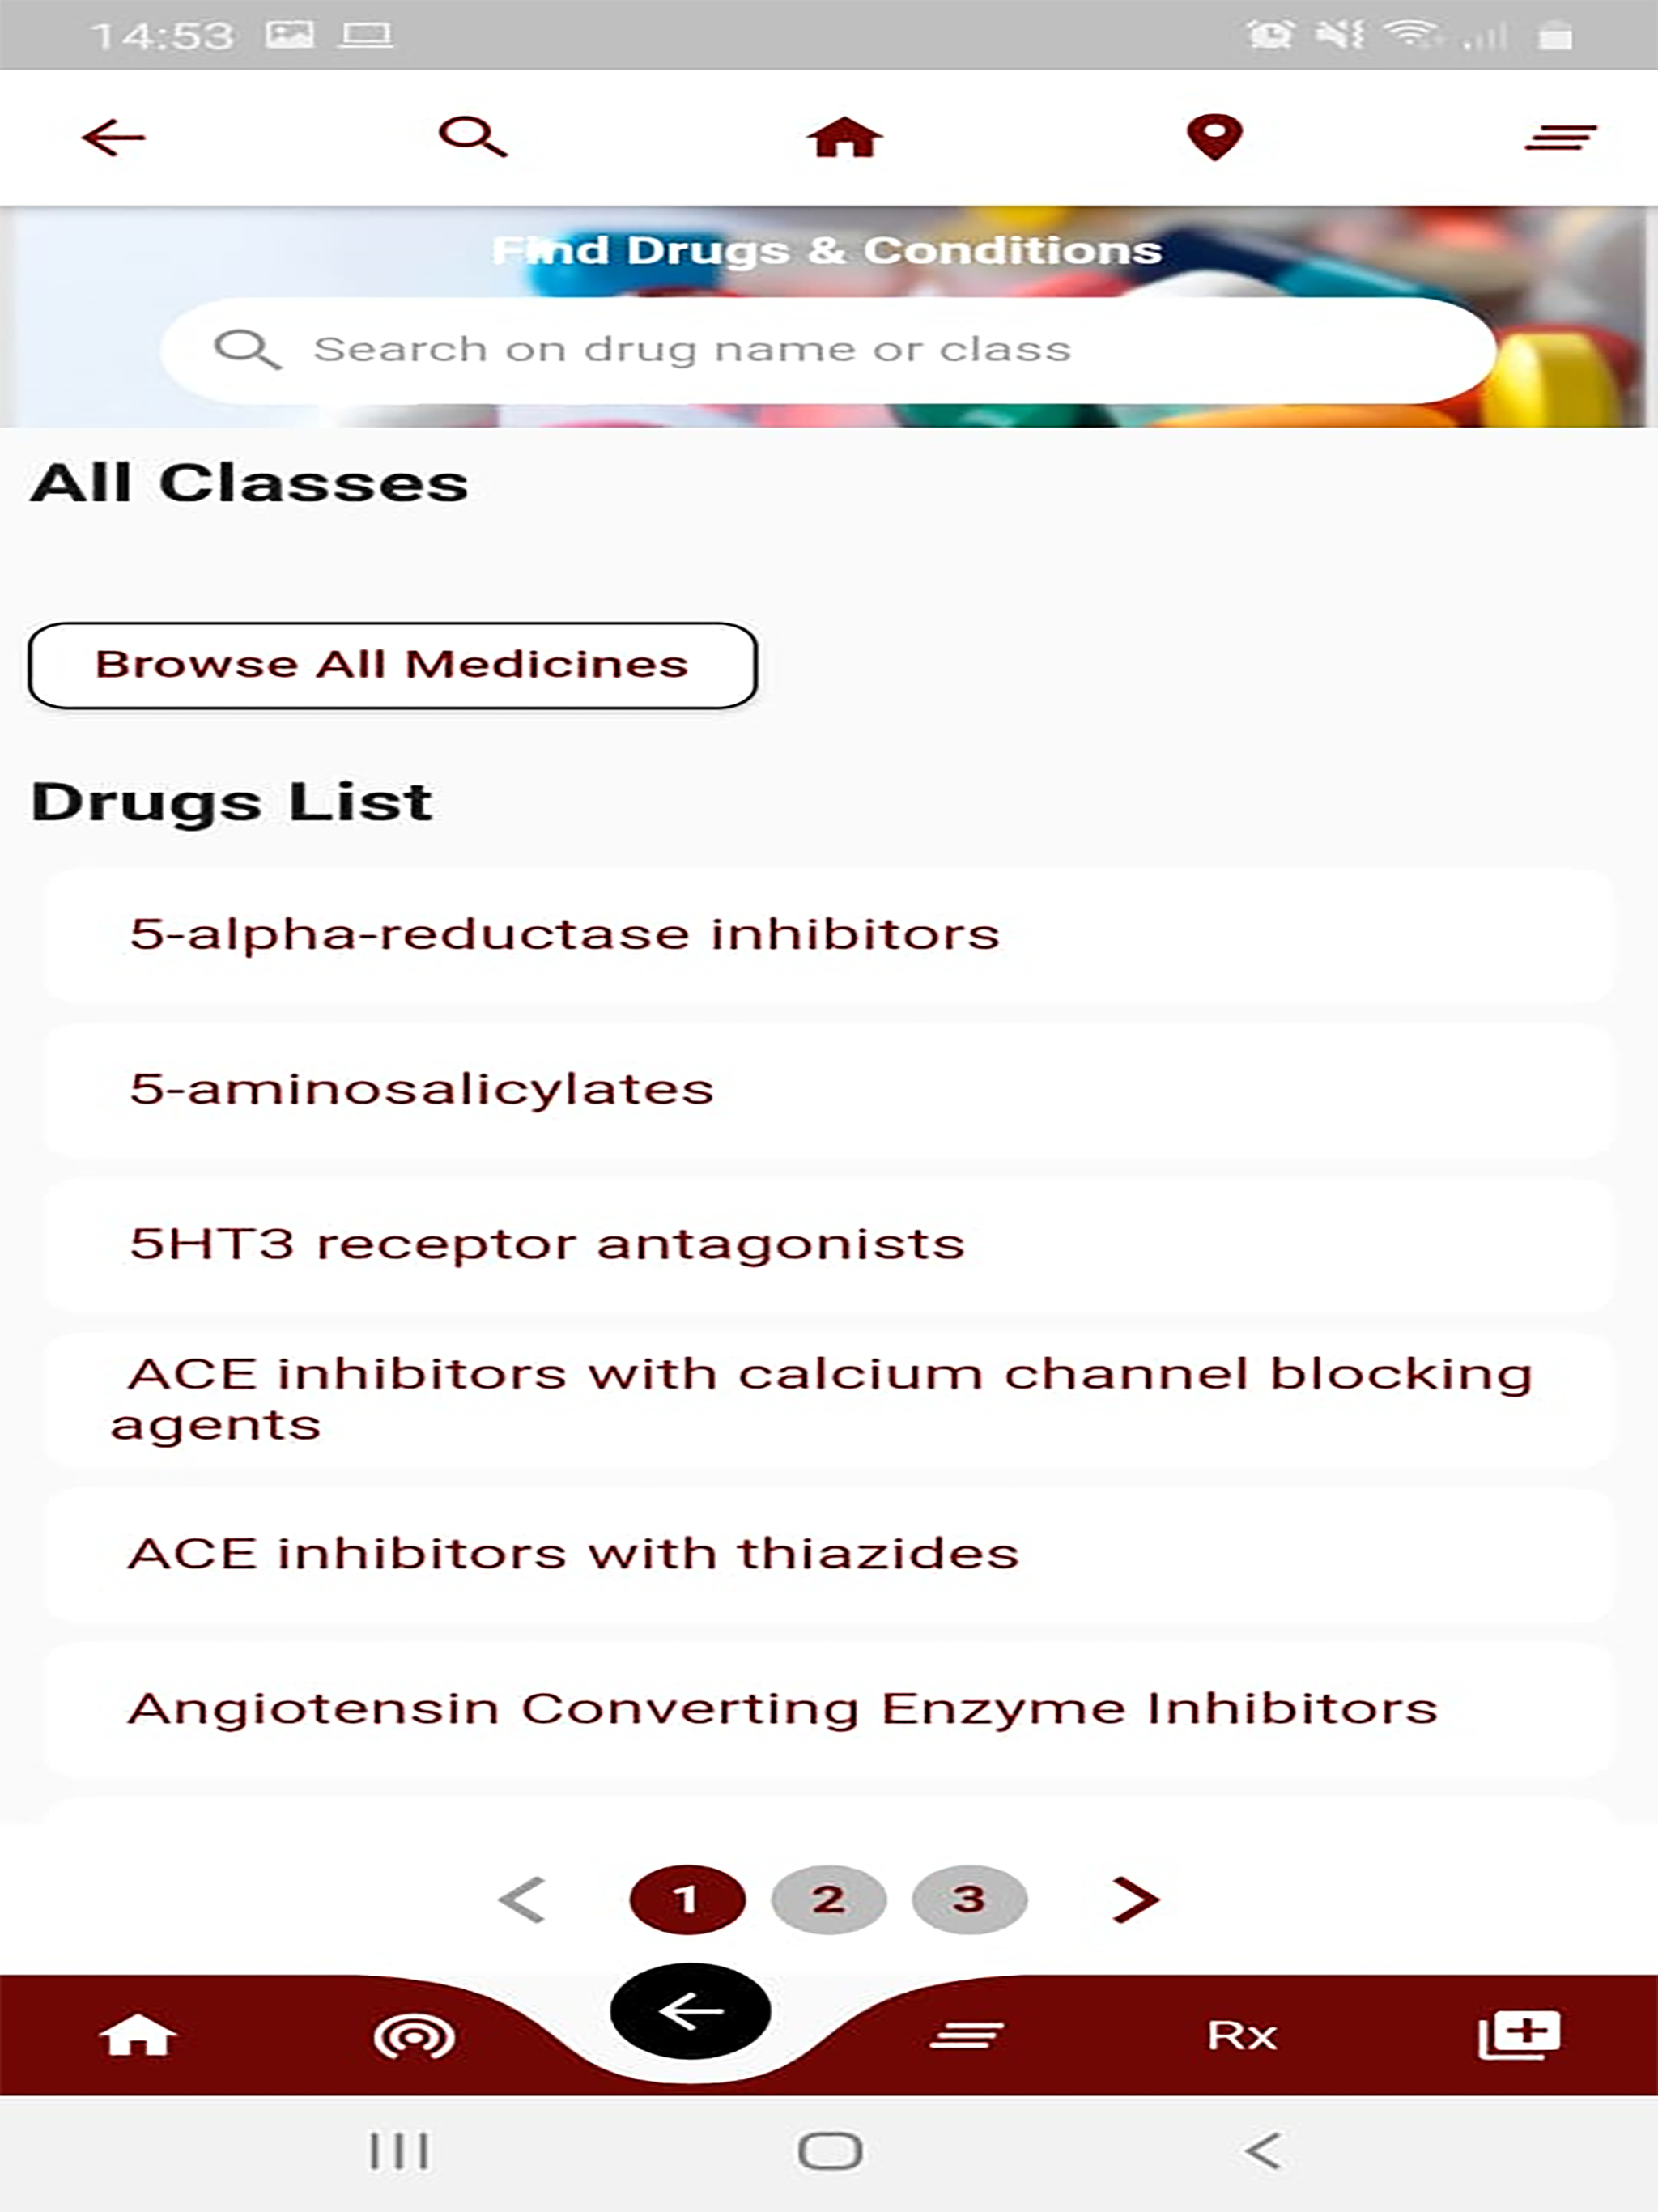 14:53
Find Drugs & Conditions
Search on drug name or class
All Classes
Browse All Medicines
Drugs List
5-alpha-reductase inhibitors
5-aminosalicylates
5HT3 receptor antagonists
ACE inhibitors with calcium channel blocking
agents
ACE inhibitors with thiazides
Angiotensin Converting Enzyme Inhibitors
1 2 3
Rx